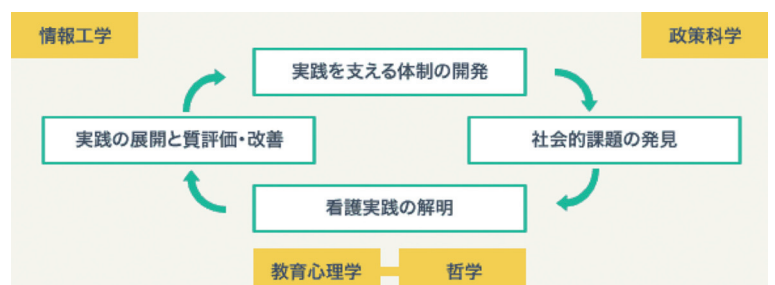 情報工学
政策科学
実践を支える体制の開発
実践の展開と質評価・改善
社会的課題の発見
看護実践の解明
教育心理学
哲学